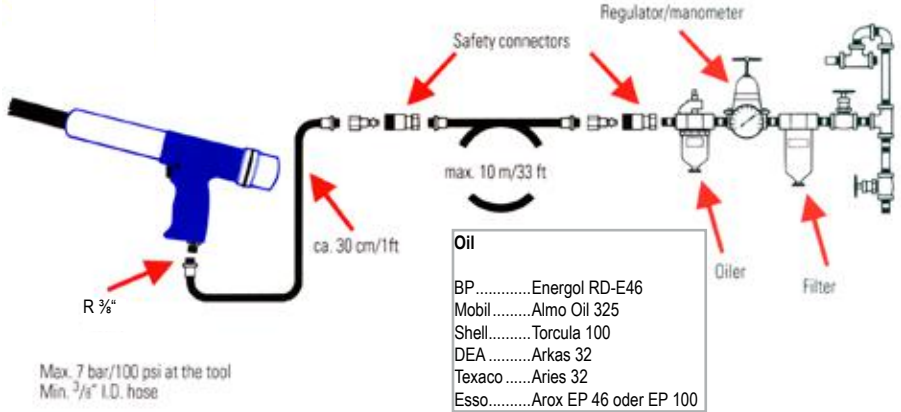 Regulator/manometer
Safety connectors
max. 10 m/33 ft
ca. 30 cm/1ft
R ⅜“
Oiler
Filter
Oil
BP............Energol RD-E46
Mobil.........Almo Oil 325
Shell..........Torcula 100
DEA .........Arkas 32
Texaco ......Aries 32
Esso..........Arox EP 46 oder EP 100
Max. 7 bar/100 psi at the tool
Min. 3/8" I.D. hose